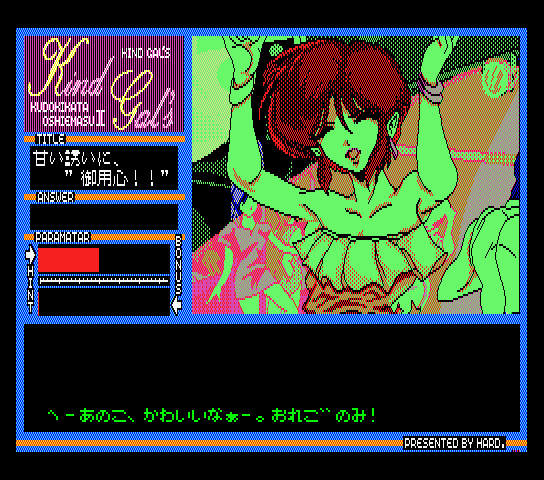 Kind Gal's
KIND GAL'S
KUDOKIKATA
OSHIEMASU II
TITLE
甘い誘いに、
"御用心!!"
ANSWER
PARAMATAR
HINT
BONUS
へーあのこ、かわいいなぁー。おれごのみ!
PRESENTED BY HARD.